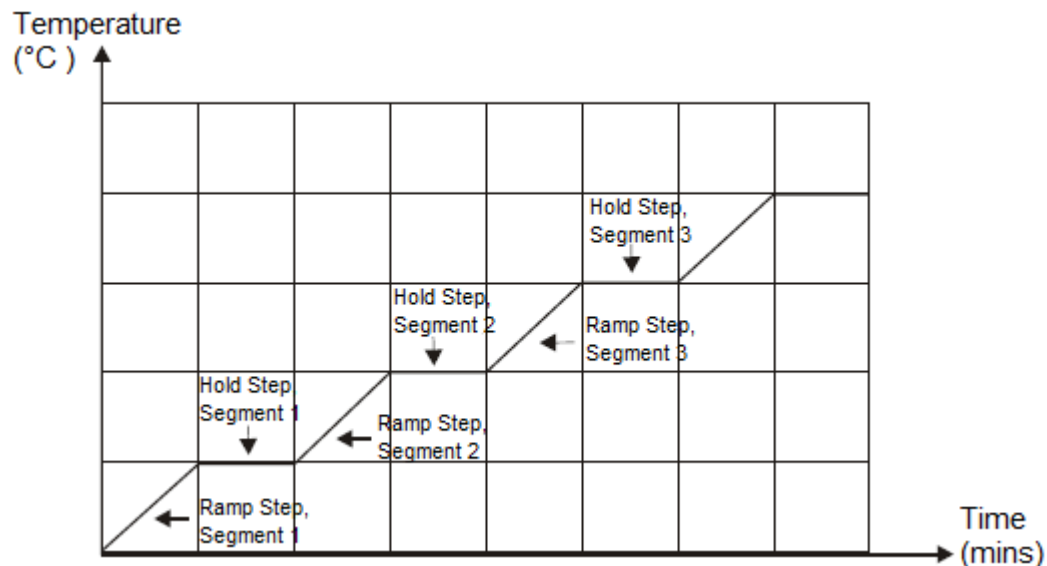 Temperature
(°C )
Hold Step,
Segment 3
Hold Step,
Segment 2
Ramp Step,
Segment 3
Hold Step,
Segment 1
Ramp Step,
Segment 2
Ramp Step,
Segment 1
Time
(mins)